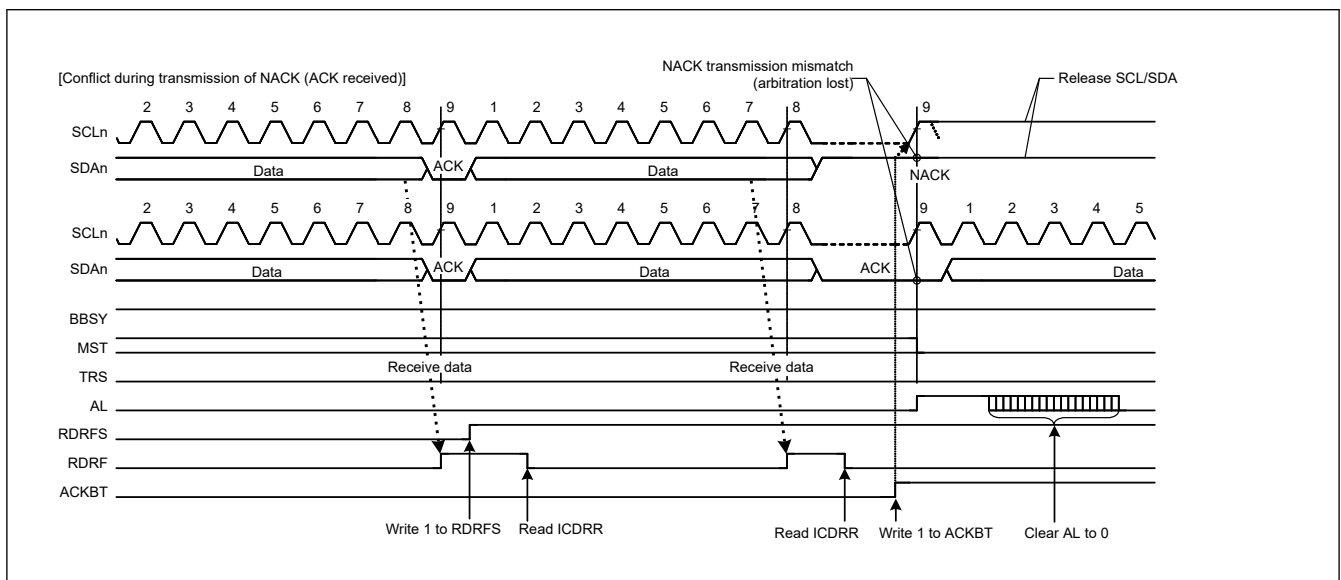 [Conflict during transmission of NACK (ACK received)]
NACK transmission mismatch
(arbitration lost)
Release SCL/SDA
2 3 4 5 6 7 8 9 1 2 3 4 5 6 7 8 9
SCLn
SDAn Data ACK Data NACK
2 3 4 5 6 7 8 9 1 2 3 4 5 6 7 8 9 1 2 3 4 5
SCLn
SDAn Data ACK Data ACK Data
BBSY
MST
Receive data Receive data
TRS
AL
RDRFS
RDRF
ACKBT
Write 1 to RDRFS Read ICDRR Read ICDRR Write 1 to ACKBT Clear AL to 0